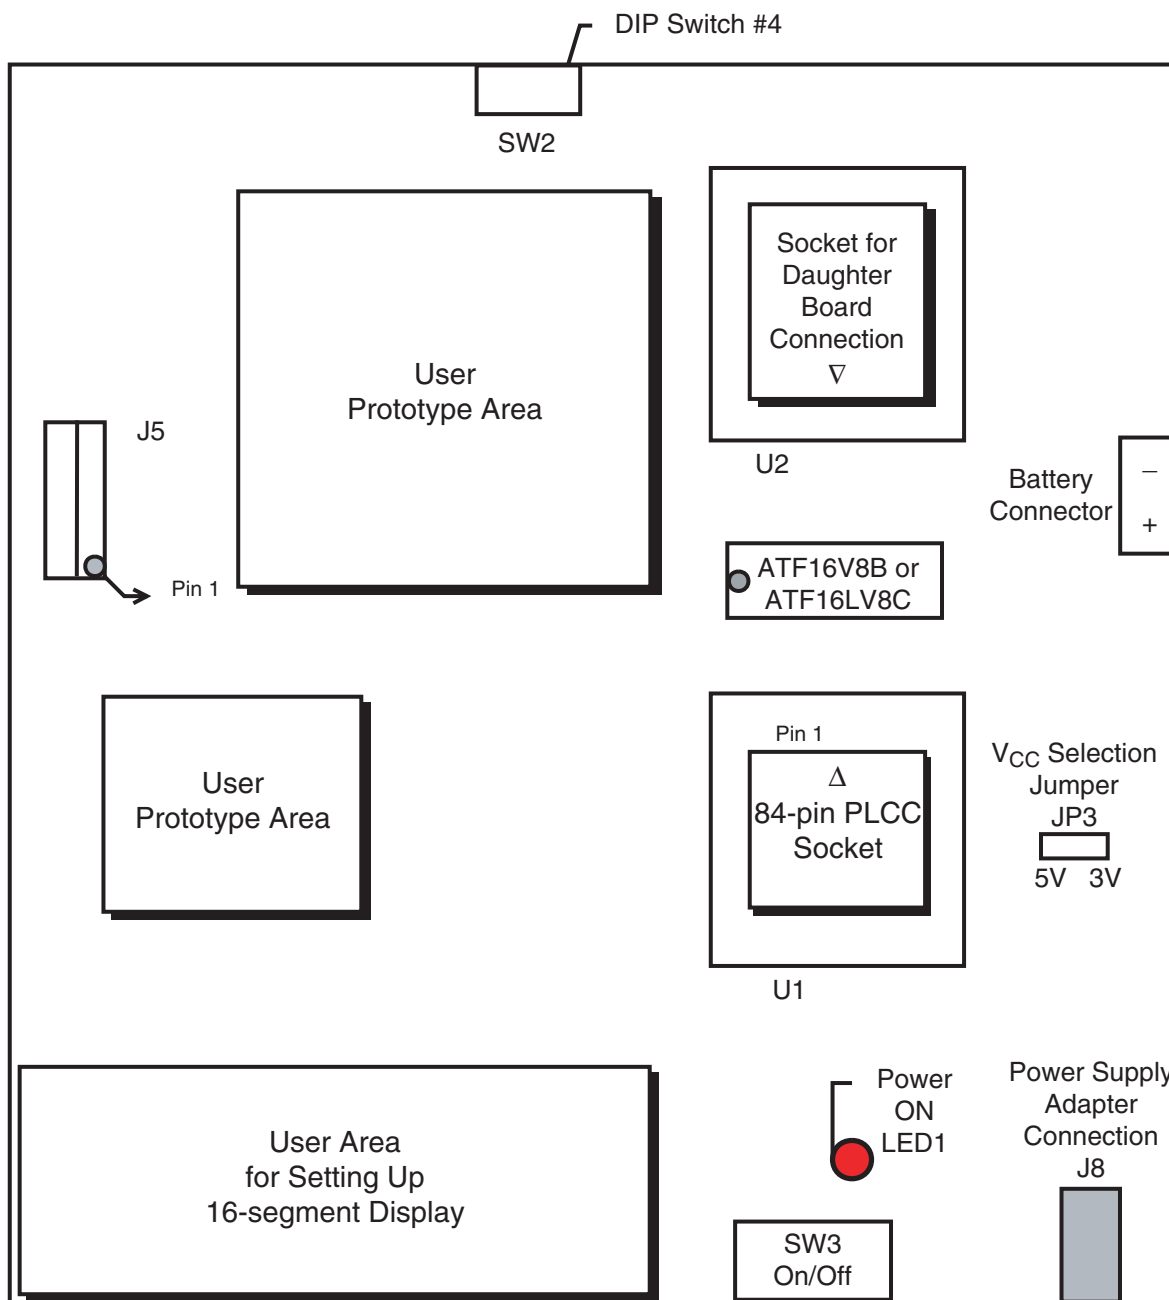 DIP Switch #4
SW2
Socket for
Daughter
Board
Connection
∇
User
Prototype Area
J5
U2
Battery
Connector
–
+
Pin 1
ATF16V8B or
ATF16LV8C
Pin 1
Δ
84-pin PLCC
Socket
VCC Selection
Jumper
JP3
5V 3V
User
Prototype Area
U1
Power
ON
LED1
Power Supply
Adapter
Connection
J8
User Area
for Setting Up
16-segment Display
SW3
On/Off